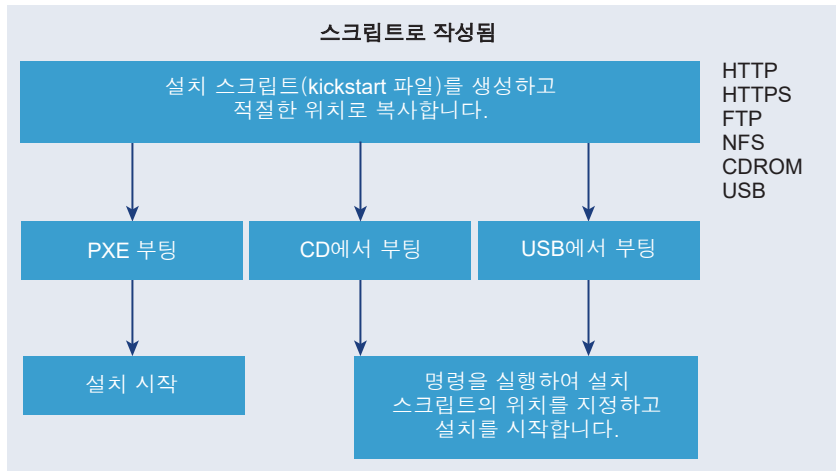 스크립트로 작성됨
설치 스크립트(kickstart 파일)를 생성하고
적절한 위치로 복사합니다.
HTTP
HTTPS
FTP
NFS
CDROM
USB
PXE 부팅
CD에서 부팅
USB에서 부팅
설치 시작
명령을 실행하여 설치
스크립트의 위치를 지정하고
설치를 시작합니다.